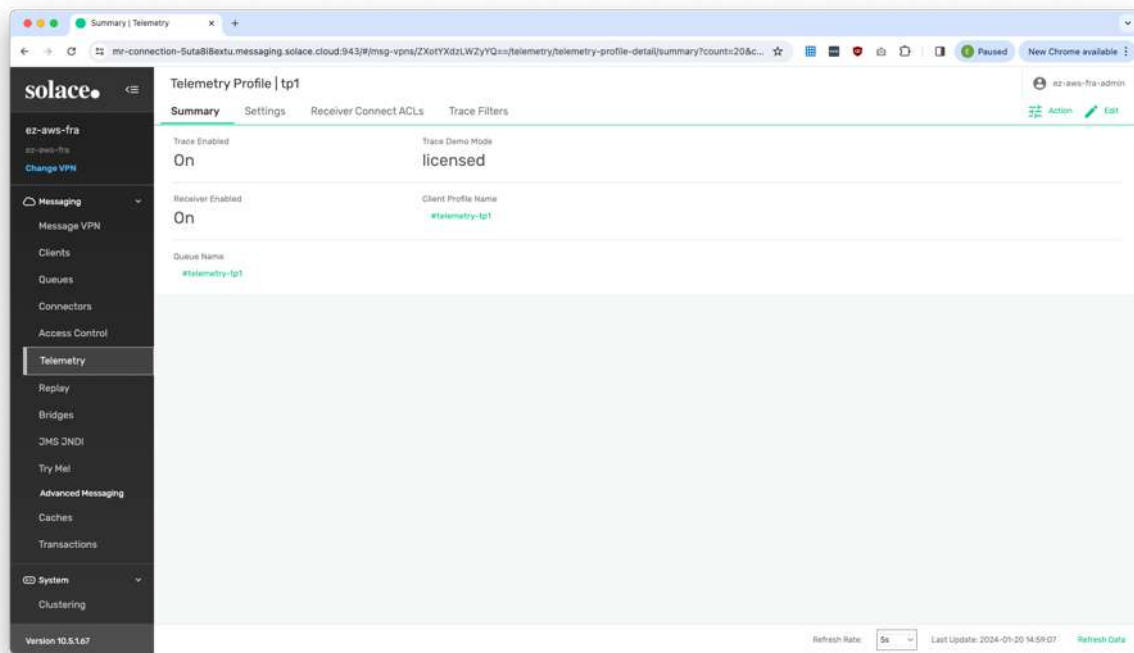 Summary | Telemetry
mr-connection-5uta8i8extu.messaging.solace.cloud:943/#/msg-vpns/ZXotYXdzLWZyYQ==/telemetry/telemetry-profile-detail/summary?count=20&c...
Paused
New Chrome available
solace.
Telemetry Profile | tp1
ez-aws-fra-admin
Summary Settings Receiver Connect ACLs Trace Filters
Action Edit
ez-aws-fra
ez-aws-fra
Change VPN
Trace Enabled Trace Demo Mode
On licensed
Receiver Enabled Client Profile Name
On #telemetry-tp1
Queue Name
#telemetry-tp1
Messaging
Message VPN
Clients
Queues
Connectors
Access Control
Telemetry
Replay
Bridges
JMS JNDI
Try Me!
Advanced Messaging
Caches
Transactions
System
Clustering
Version 10.5.1.67
Refresh Rate: 5s Last Update: 2024-01-20 14:59:07 Refresh Data